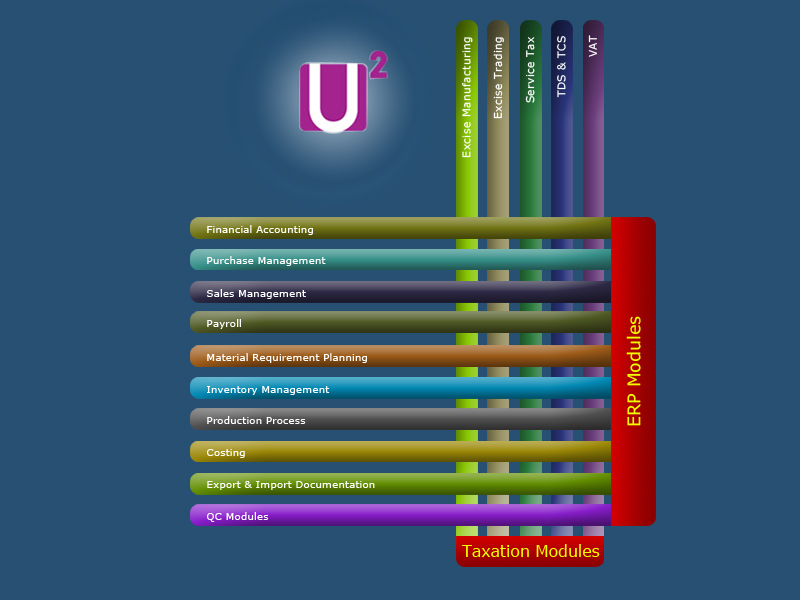 U2
Excise Manufacturing
Excise Trading
Service Tax
TDS & TCS
VAT
Financial Accounting
Purchase Management
Sales Management
Payroll
Material Requirement Planning
Inventory Management
Production Process
Costing
Export & Import Documentation
QC Modules
ERP Modules
Taxation Modules